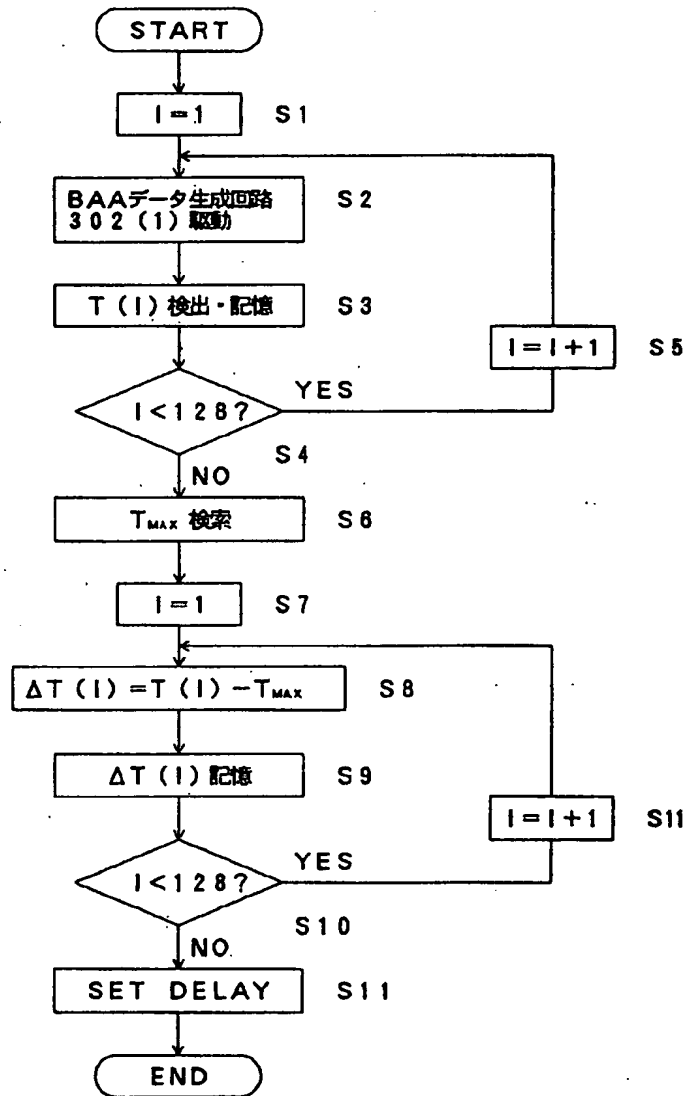 START
I=1 S1
BAAデータ生成回路 S2
302(1)駆動
T(I)検出・記憶 S3
I=I+1 S5
YES
I<128?
S4
NO
TMAX 検索 S6
I=1 S7
ΔT(I)=T(I)-TMAX S8
ΔT(I)記憶 S9
I=I+1 S11
YES
I<128?
S10
NO
SET DELAY S11
END